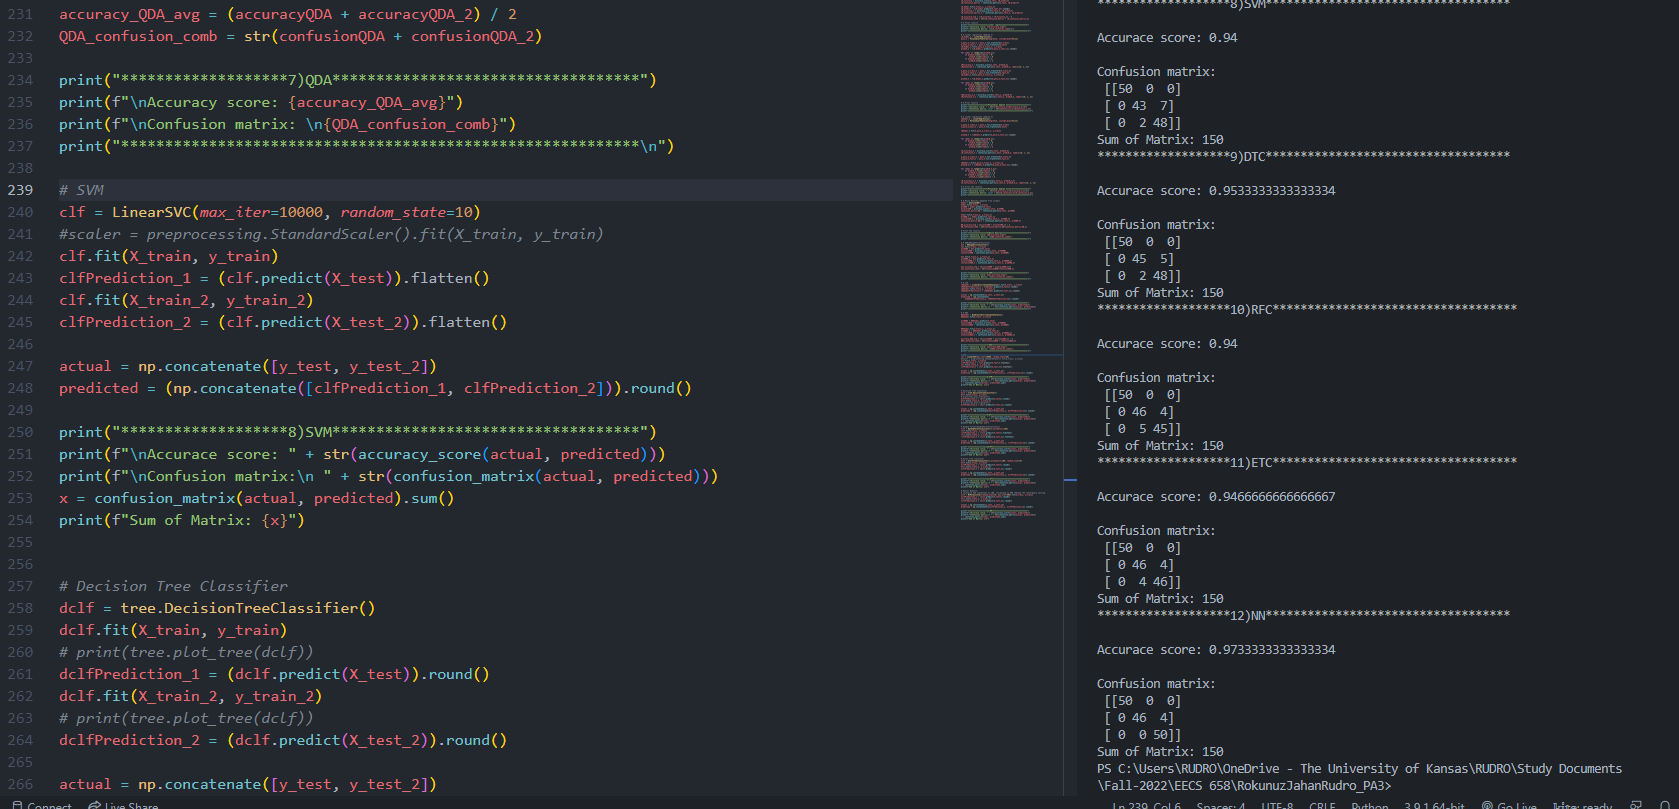 231 accuracy_QDA_avg = (accuracyQDA + accuracyQDA_2) / 2
232 QDA_confusion_comb = str(confusionQDA + confusionQDA_2)
233
234 print("*******************7)QDA***********************************")
235 print(f"\nAccuracy score: {accuracy_QDA_avg}")
236 print(f"\nConfusion matrix: \n{QDA_confusion_comb}")
237 print("***********************************************************\n")
238
239 # SVM
240 clf = LinearSVC(max_iter=10000, random_state=10)
241 #scaler = preprocessing.StandardScaler().fit(X_train, y_train)
242 clf.fit(X_train, y_train)
243 clfPrediction_1 = (clf.predict(X_test)).flatten()
244 clf.fit(X_train_2, y_train_2)
245 clfPrediction_2 = (clf.predict(X_test_2)).flatten()
246
247 actual = np.concatenate([y_test, y_test_2])
248 predicted = (np.concatenate([clfPrediction_1, clfPrediction_2])).round()
249
250 print("*******************8)SVM***********************************")
251 print(f"\nAccurace score: " + str(accuracy_score(actual, predicted)))
252 print(f"\nConfusion matrix:\n " + str(confusion_matrix(actual, predicted)))
253 x = confusion_matrix(actual, predicted).sum()
254 print(f"Sum of Matrix: {x}")
255
256
257 # Decision Tree Classifier
258 dclf = tree.DecisionTreeClassifier()
259 dclf.fit(X_train, y_train)
260 # print(tree.plot_tree(dclf))
261 dclfPrediction_1 = (dclf.predict(X_test)).round()
262 dclf.fit(X_train_2, y_train_2)
263 # print(tree.plot_tree(dclf))
264 dclfPrediction_2 = (dclf.predict(X_test_2)).round()
265
266 actual = np.concatenate([y_test, y_test_2])
*******************8)SVM***********************************
Accurace score: 0.94
Confusion matrix:
[[50 0 0]
[ 0 43 7]
[ 0 2 48]]
Sum of Matrix: 150
*******************9)DTC***********************************
Accurace score: 0.9533333333333334
Confusion matrix:
[[50 0 0]
[ 0 45 5]
[ 0 2 48]]
Sum of Matrix: 150
*******************10)RFC***********************************
Accurace score: 0.94
Confusion matrix:
[[50 0 0]
[ 0 46 4]
[ 0 5 45]]
Sum of Matrix: 150
*******************11)ETC***********************************
Accurace score: 0.9466666666666667
Confusion matrix:
[[50 0 0]
[ 0 46 4]
[ 0 4 46]]
Sum of Matrix: 150
*******************12)NN***********************************
Accurace score: 0.9733333333333334
Confusion matrix:
[[50 0 0]
[ 0 46 4]
[ 0 0 50]]
Sum of Matrix: 150
PS C:\Users\RUDRO\OneDrive - The University of Kansas\RUDRO\Study Documents
\Fall-2022\EECS 658\RokunuzJahanRudro_PA3>
Connect Live Share Ln 239, Col 6 Spaces: 4 UTF-8 CRLF Python 3.9.1 64-bit Go Live kite: ready